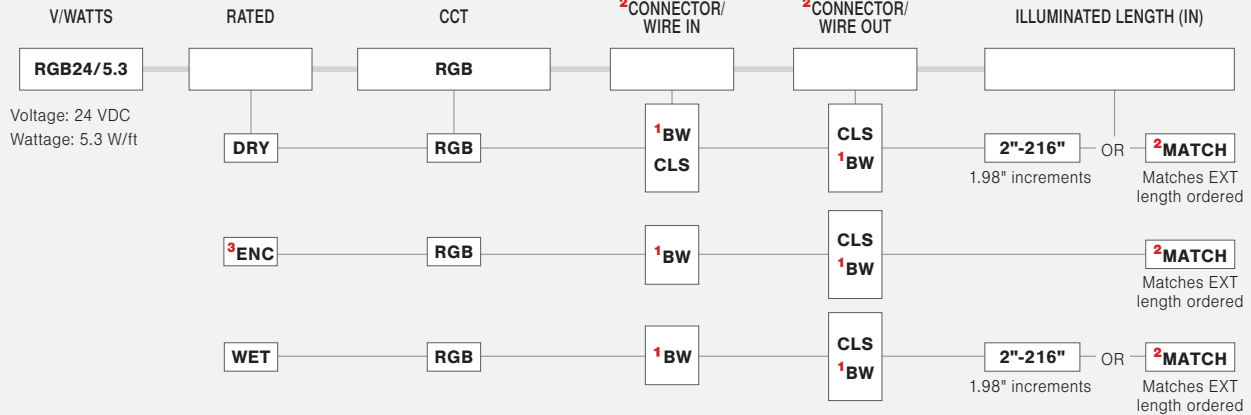 V/WATTS
RATED
CCT
²CONNECTOR/
WIRE IN
²CONNECTOR/
WIRE OUT
ILLUMINATED LENGTH (IN)
RGB24/5.3
RGB
Voltage: 24 VDC
Wattage: 5.3 W/ft
DRY
RGB
¹BW
CLS
CLS
¹BW
2"-216"
1.98" increments
OR
²MATCH
Matches EXT
length ordered
³ENC
RGB
¹BW
CLS
¹BW
²MATCH
Matches EXT
length ordered
WET
RGB
¹BW
CLS
¹BW
2"-216"
1.98" increments
OR
²MATCH
Matches EXT
length ordered